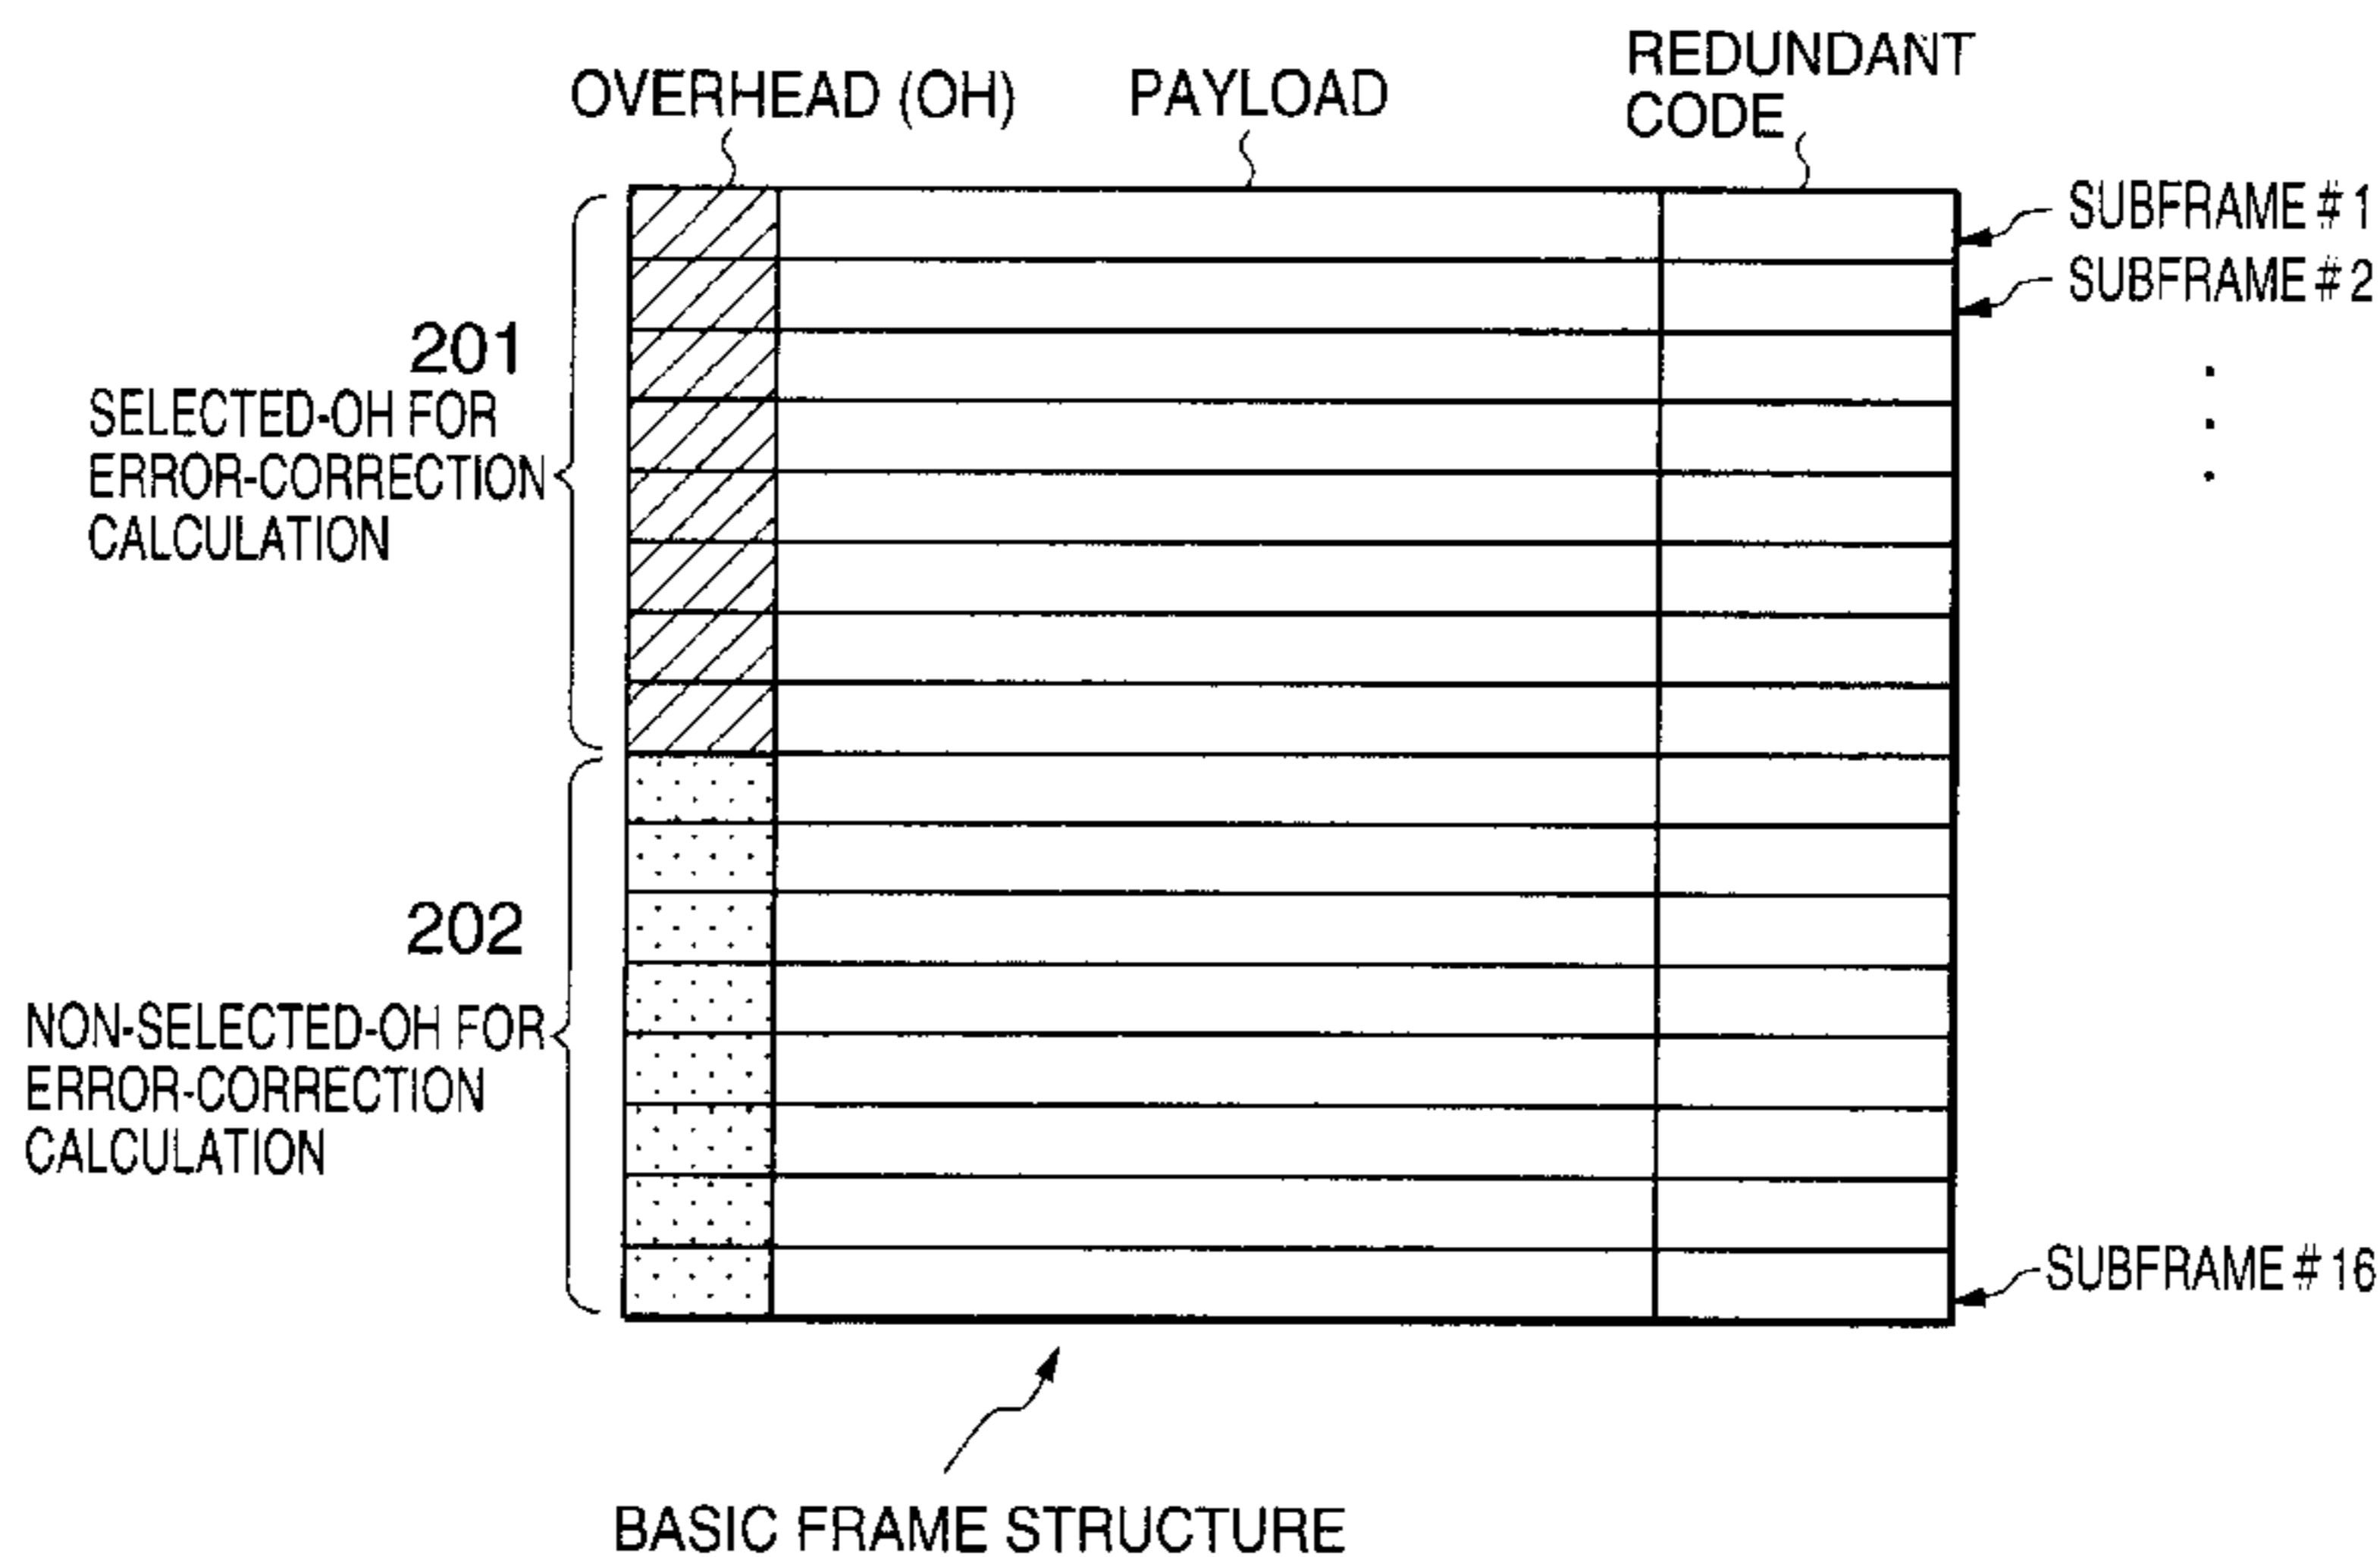 OVERHEAD (OH)
PAYLOAD
REDUNDANT
CODE
SUBFRAME #1
SUBFRAME #2
201
SELECTED-OH FOR
ERROR-CORRECTION
CALCULATION
202
NON-SELECTED-OH FOR
ERROR-CORRECTION
CALCULATION
SUBFRAME #16
BASIC FRAME STRUCTURE